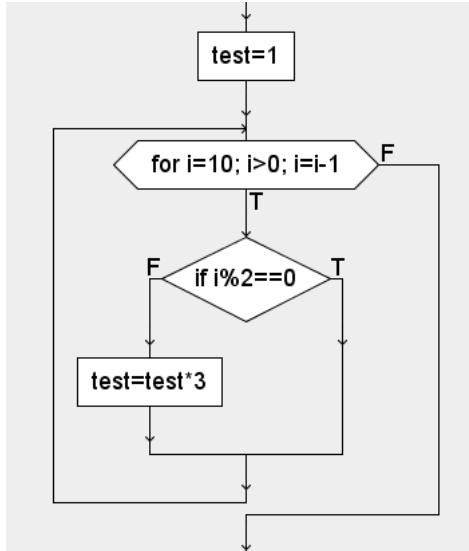 test=1
for i=10; i>0; i=i-1
F
T
F
if i%2==0
T
test=test*3